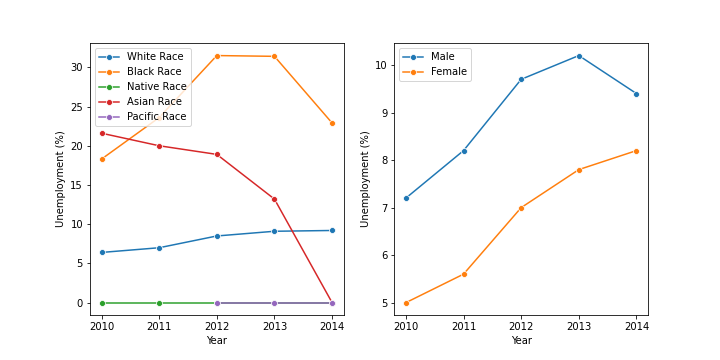 White Race
Black Race
Native Race
Asian Race
Pacific Race
30
25
20
15
10
5
0
Unemployment (%)
2010 2011 2012 2013 2014
Year
Male
Female
10
9
8
7
6
5
Unemployment (%)
2010 2011 2012 2013 2014
Year